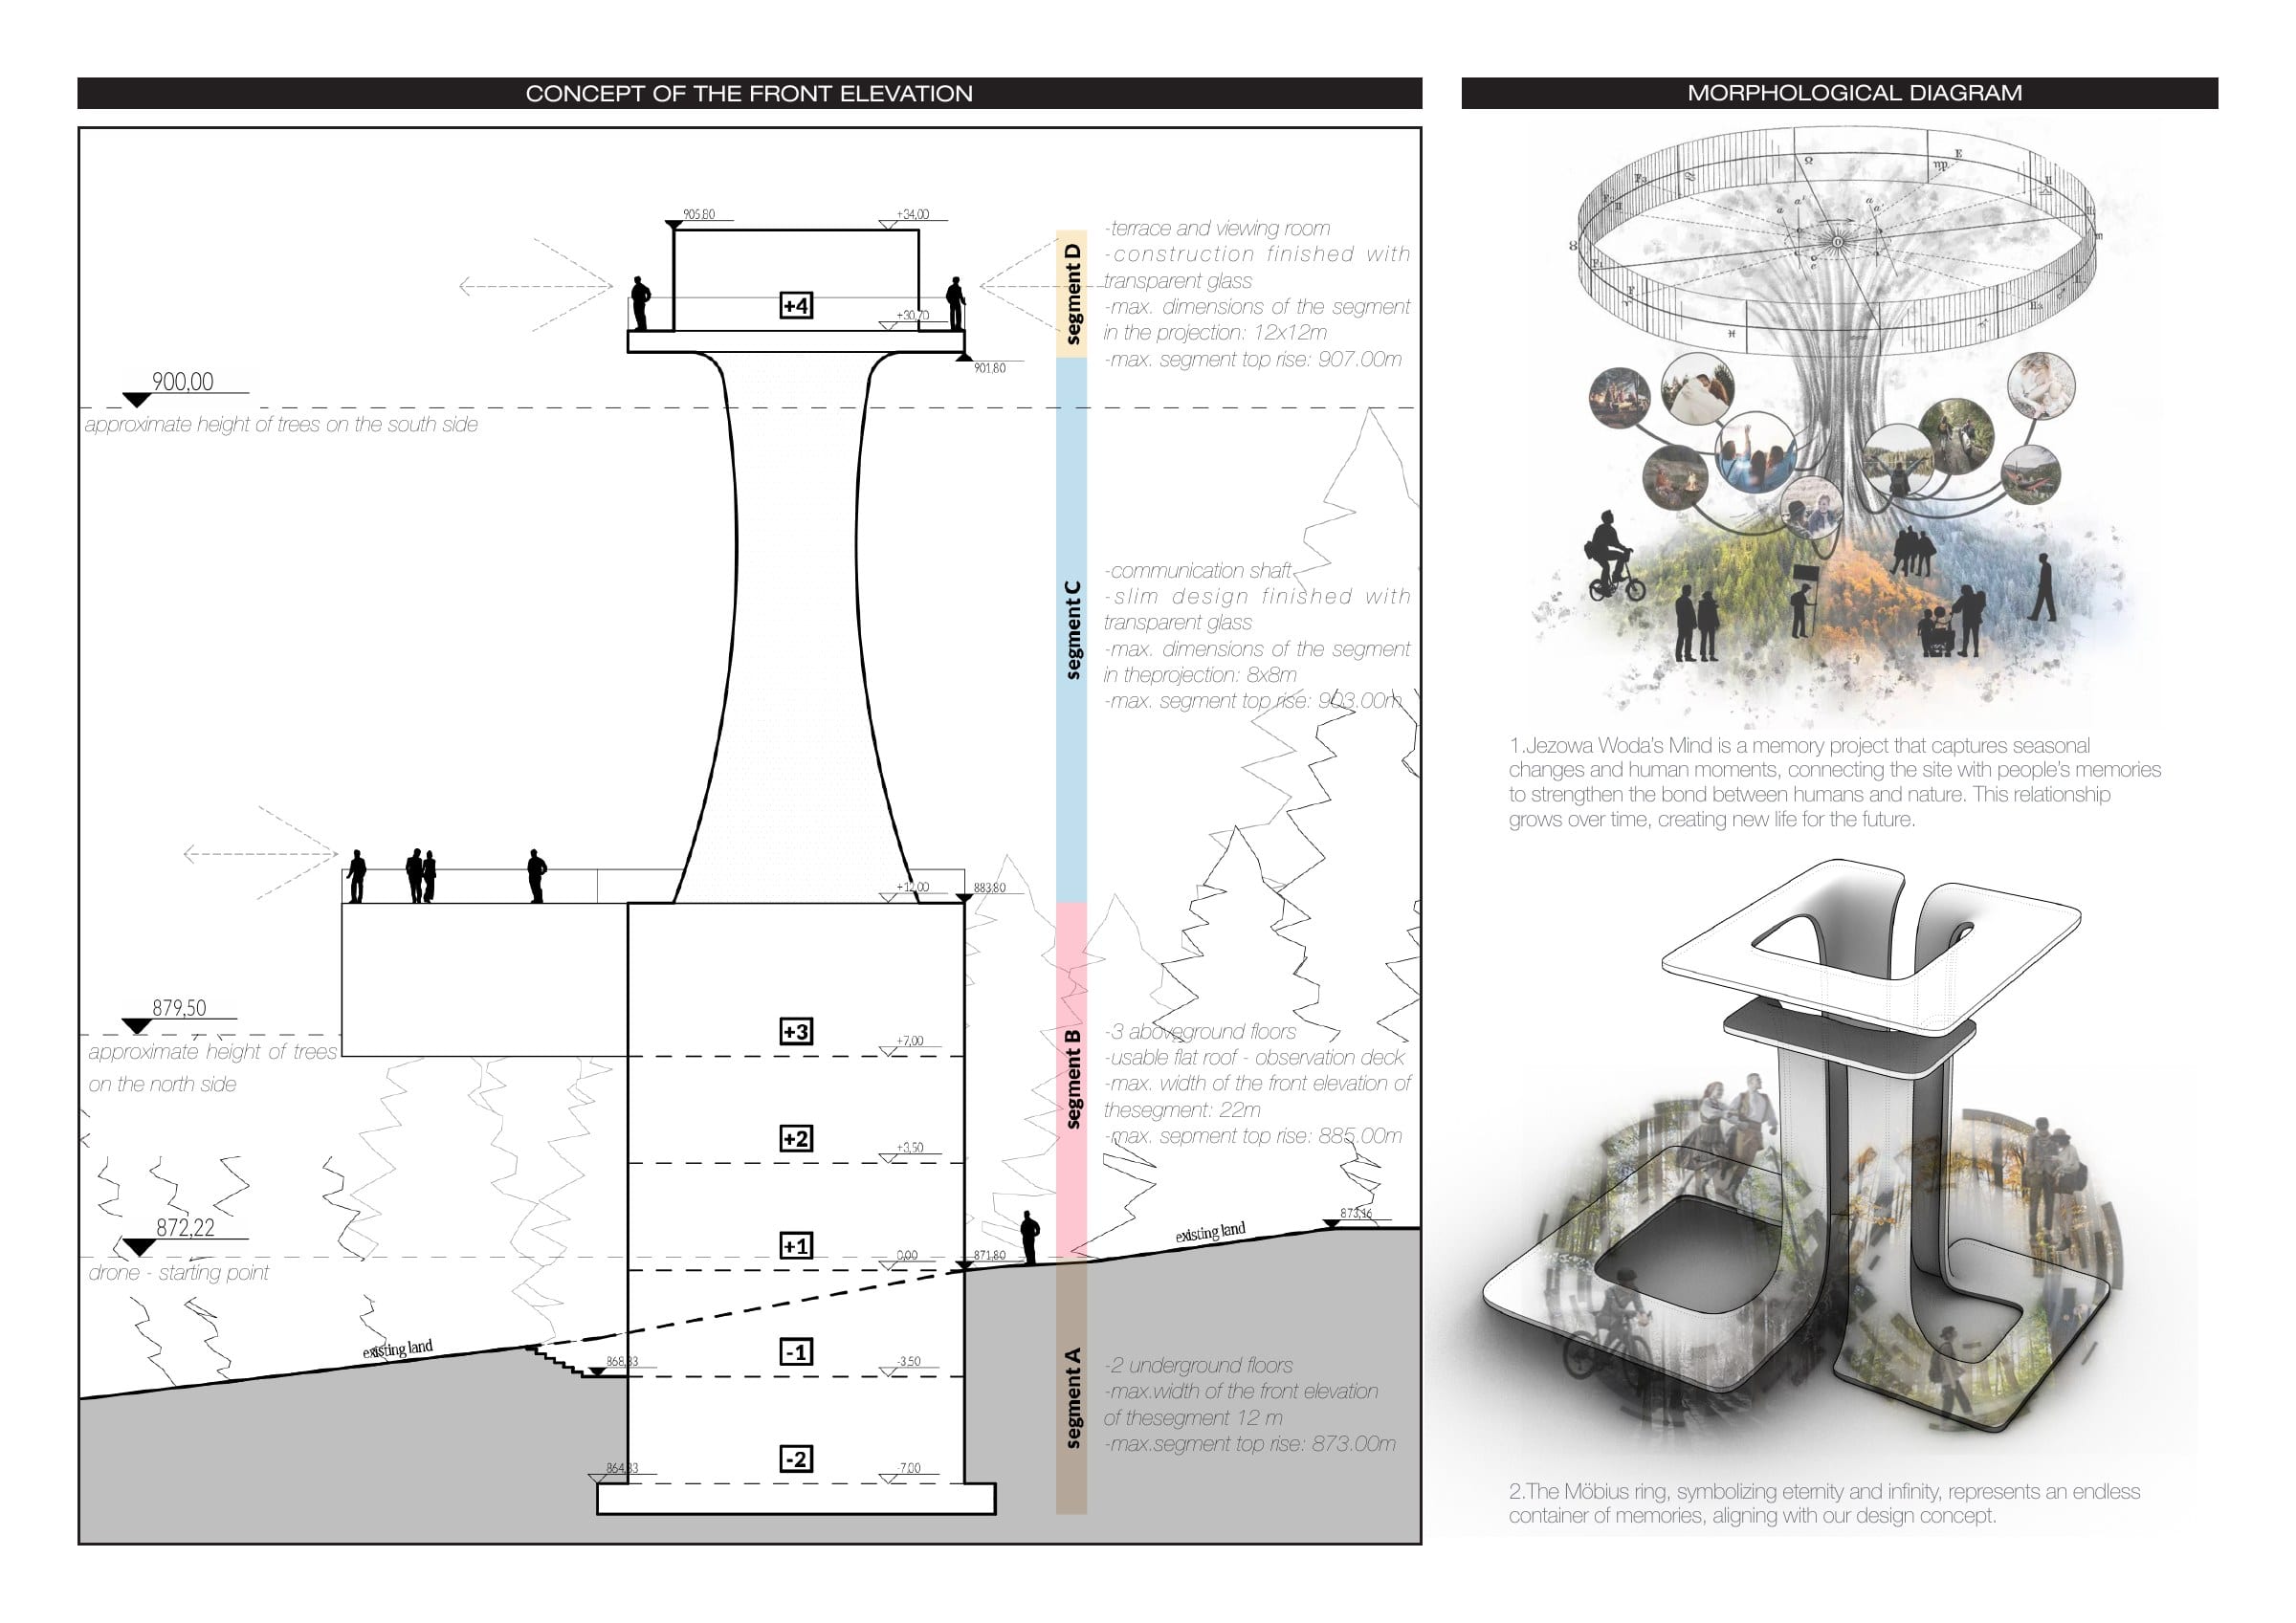 CONCEPT OF THE FRONT ELEVATION
905,80
+34,00
+4
+30,70
901,80
900,00
approximate height of trees on the south side
segment D
-terrace and viewing room
-construction finished with
transparent glass
-max. dimensions of the segment
in the projection: 12x12m
-max. segment top rise: 907.00m
segment C
-communication shaft
-slim design finished with
transparent glass
-max. dimensions of the segment
in theprojection: 8x8m
-max. segment top rise: 903.00m
+12,00
883,80
879,50
approximate height of trees
on the north side
+3
+7,00
segment B
-3 aboveground floors
-usable flat roof - observation deck
-max. width of the front elevation of
thesegment: 22m
-max. sepment top rise: 885.00m
+2
+3,50
872,22
drone - starting point
+1
0,00
871,80
existing land
873,16
existing land
868,33
-1
-3,50
segment A
-2 underground floors
-max.width of the front elevation
of thesegment 12 m
-max.segment top rise: 873.00m
864,83
-2
-7,00
MORPHOLOGICAL DIAGRAM
1.Jezowa Woda's Mind is a memory project that captures seasonal
changes and human moments, connecting the site with people's memories
to strengthen the bond between humans and nature. This relationship
grows over time, creating new life for the future.
2.The Möbius ring, symbolizing eternity and infinity, represents an endless
container of memories, aligning with our design concept.